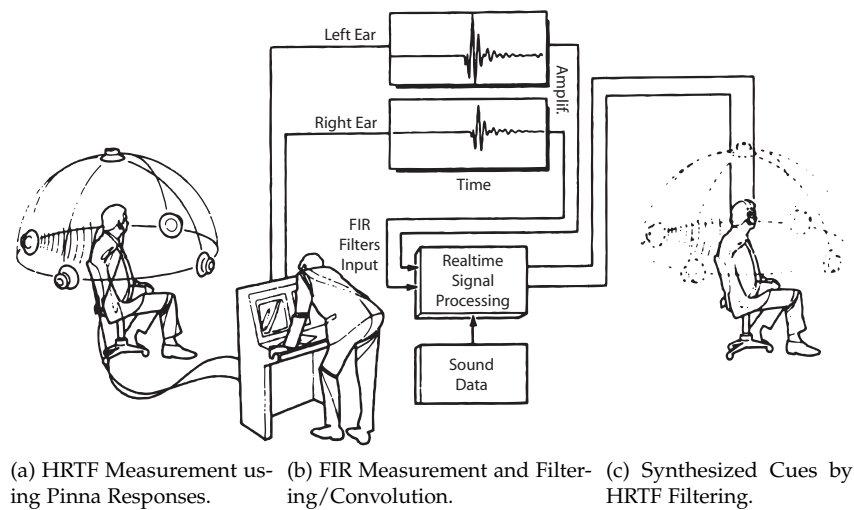 Left Ear
Amplif.
Right Ear
Time
FIR
Filters
Input
Realtime
Signal
Processing
Sound
Data
(a) HRTF Measurement us-
ing Pinna Responses.
(b) FIR Measurement and Filter-
ing/Convolution.
(c) Synthesized Cues by
HRTF Filtering.